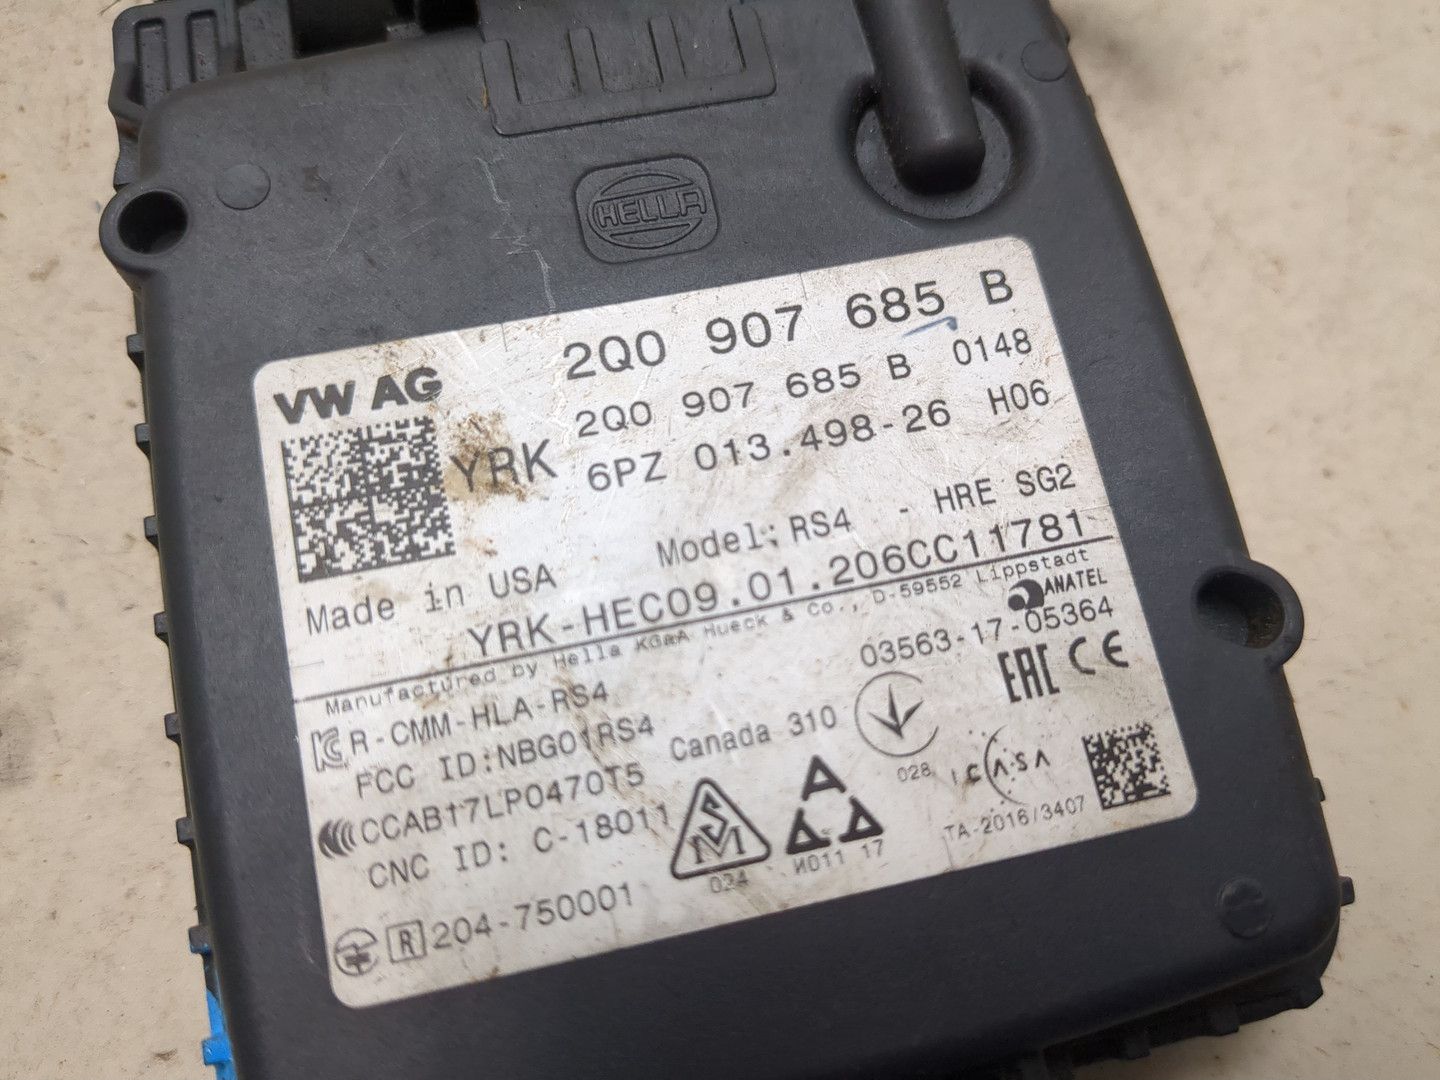 HELLA
2Q0 907 685 B
VW AG
2Q0 907 685 B 0148
YRK 6PZ 013.498-26 H06
Made in USA Model: RS4 - HRE SG2
YRK-HEC09.01.206CC11781
Manufactured by Hella KGaA Hueck & Co., D-59552 Lippstadt
ANATEL
R-CMM-HLA-RS4 03563-17-05364
FCC ID:NBG01RS4 Canada 310 EAC CE
CCAB17LP0470T5 028 ICASA
CNC ID: C-18011 SM A TA-2016/3407
024 И011 17
R 204-750001